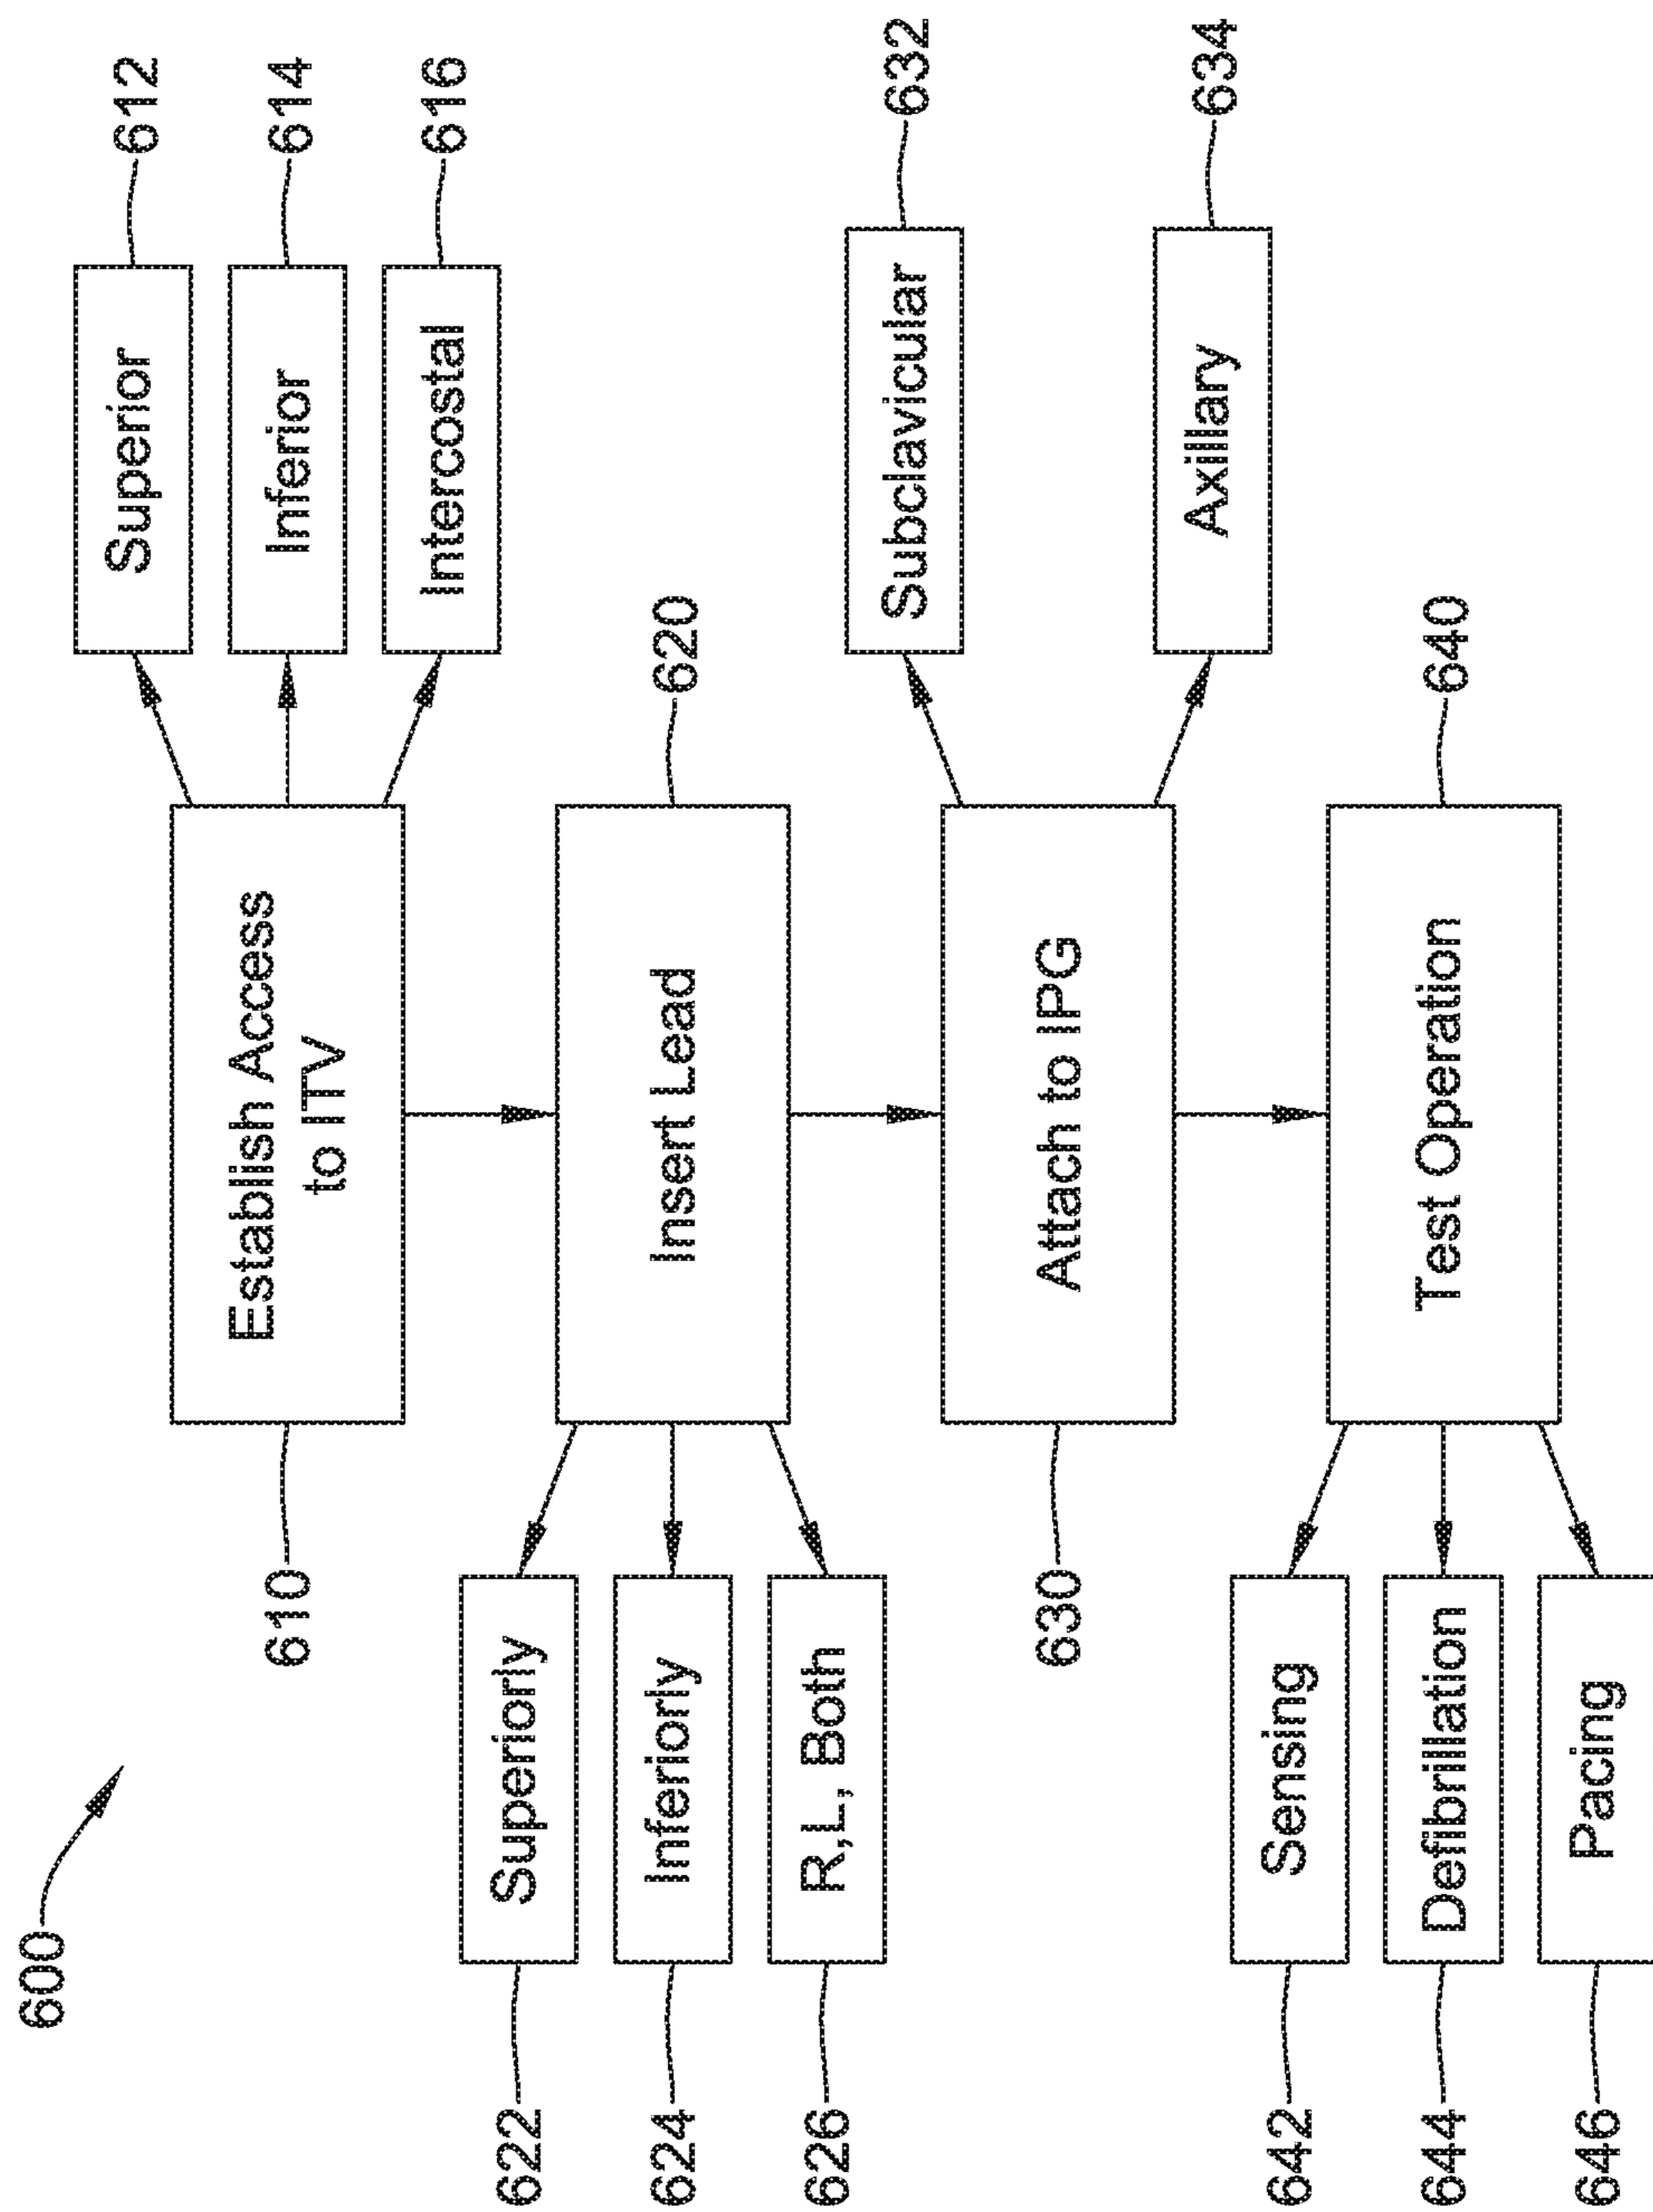 600
610
Establish Access
to ITV
Superior
612
Inferior
614
Intercostal
616
Insert Lead
620
Superiorly
622
Inferiorly
624
R,L, Both
626
630
Attach to IPG
Subclavicular
632
Axillary
634
Test Operation
640
Sensing
642
Defibrillation
644
Pacing
646